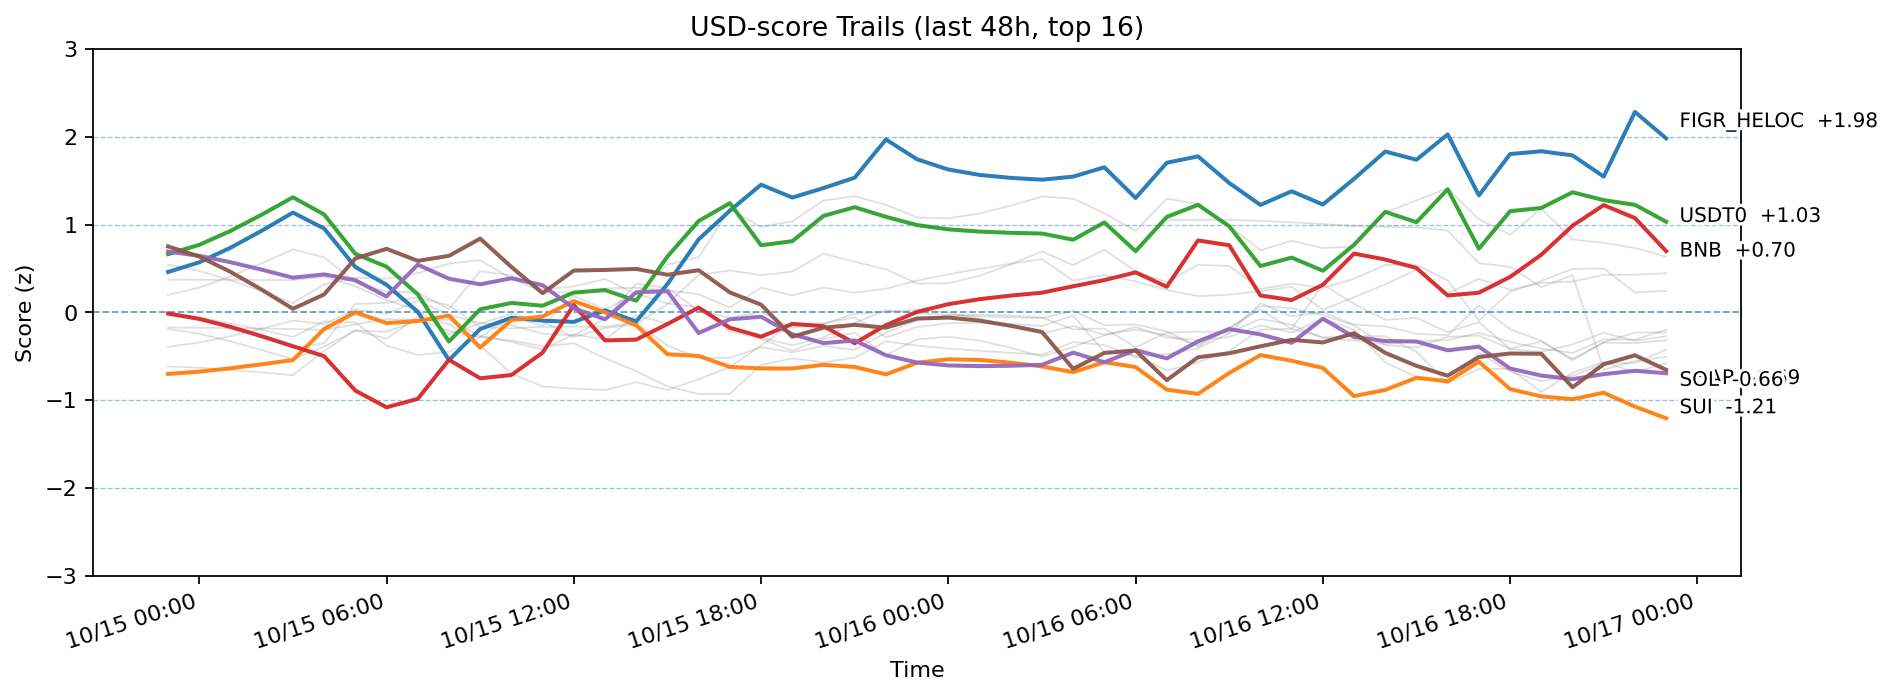 USD-score Trails (last 48h, top 16)
Score (z)
3
2
1
0
−1
−2
−3
FIGR_HELOC +1.98
USDT0 +1.03
BNB +0.70
SOL -0.66
SUI -1.21
10/15 00:00
10/15 06:00
10/15 12:00
10/15 18:00
10/16 00:00
10/16 06:00
10/16 12:00
10/16 18:00
10/17 00:00
Time